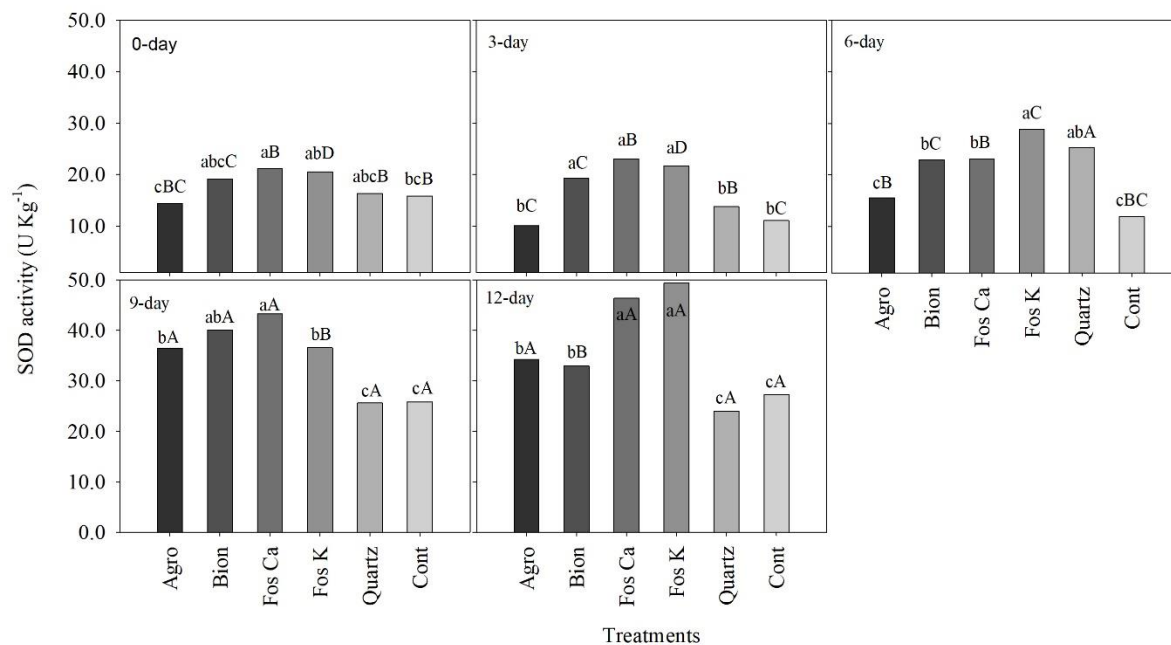 SOD activity (U Kg-1)
50.0
40.0
30.0
20.0
10.0
0-day
cBC
abcC
aB
abD
abcB
bcB
3-day
bC
aC
aB
aD
bB
bC
6-day
cB
bC
bB
aC
abA
cBC
Agro
Bion
Fos Ca
Fos K
Quartz
Cont
50.0
40.0
30.0
20.0
10.0
0.0
9-day
bA
abA
aA
bB
cA
cA
12-day
bA
bB
aA
aA
cA
cA
Agro
Bion
Fos Ca
Fos K
Quartz
Cont
Agro
Bion
Fos Ca
Fos K
Quartz
Cont
Treatments